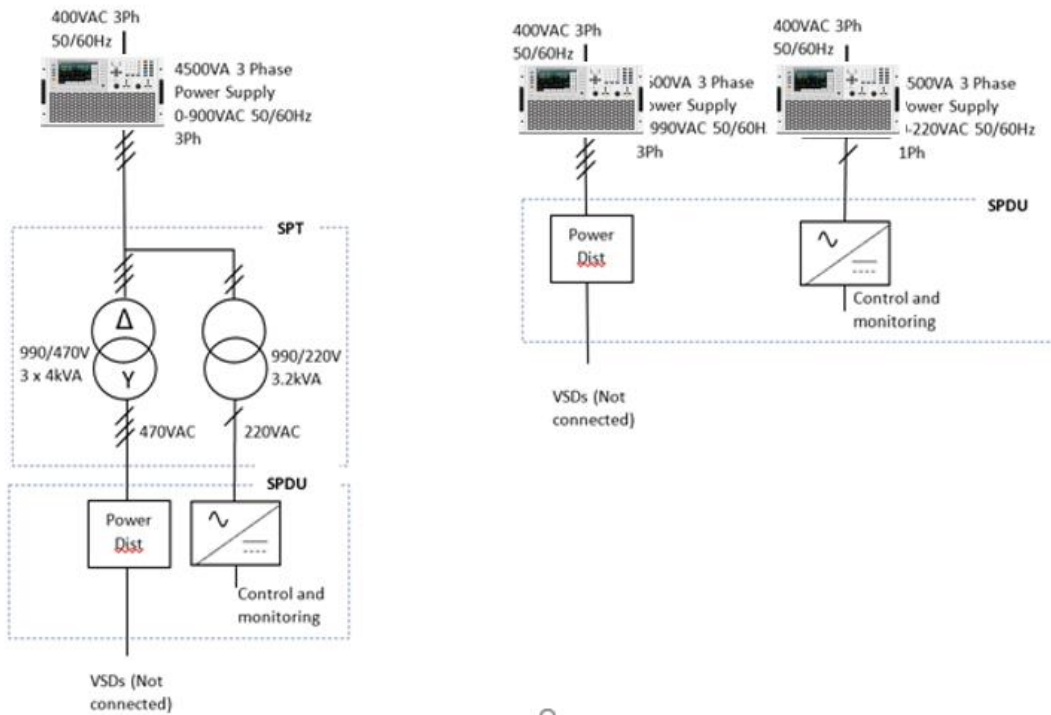 400VAC 3Ph
50/60Hz
4500VA 3 Phase
Power Supply
0-900VAC 50/60Hz
3Ph
SPT
Δ
Y
990/470V
3 x 4kVA
990/220V
3.2kVA
470VAC
220VAC
SPDU
Power
Dist
Control and
monitoring
VSDs (Not
connected)
400VAC 3Ph
50/60Hz
500VA 3 Phase
ower Supply
990VAC 50/60H
3Ph
400VAC 3Ph
50/60Hz
500VA 3 Phase
ower Supply
-220VAC 50/60Hz
1Ph
SPDU
Power
Dist
Control and
monitoring
VSDs (Not
connected)